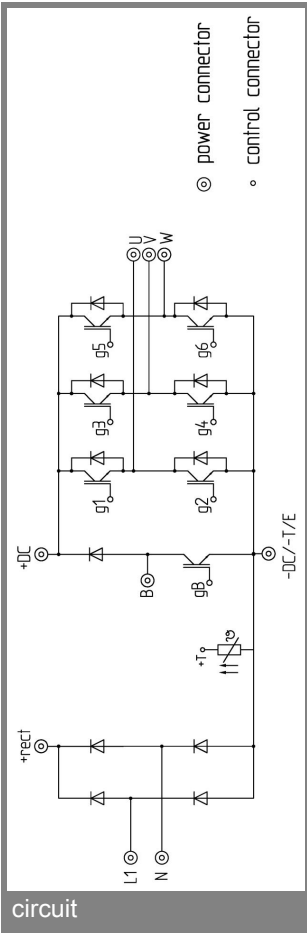 power connector
control connector
U
V
W
g5
g6
g3
g4
g1
g2
+DC
B
gB
-DC/-T/E
+T
ϑ
+rect
L1
N
circuit